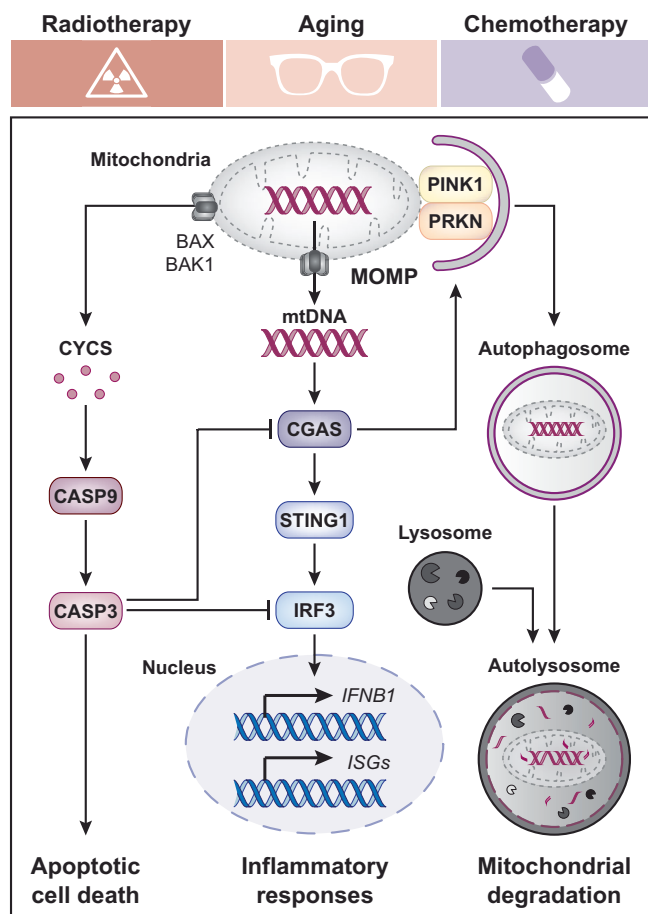 Radiotherapy
Aging
Chemotherapy
Mitochondria
PINK1
PRKN
BAX
BAK1
MOMP
mtDNA
CYCS
Autophagosome
CGAS
CASP9
STING1
Lysosome
CASP3
IRF3
Nucleus
IFNB1
ISGs
Autolysosome
Apoptotic
cell death
Inflammatory
responses
Mitochondrial
degradation